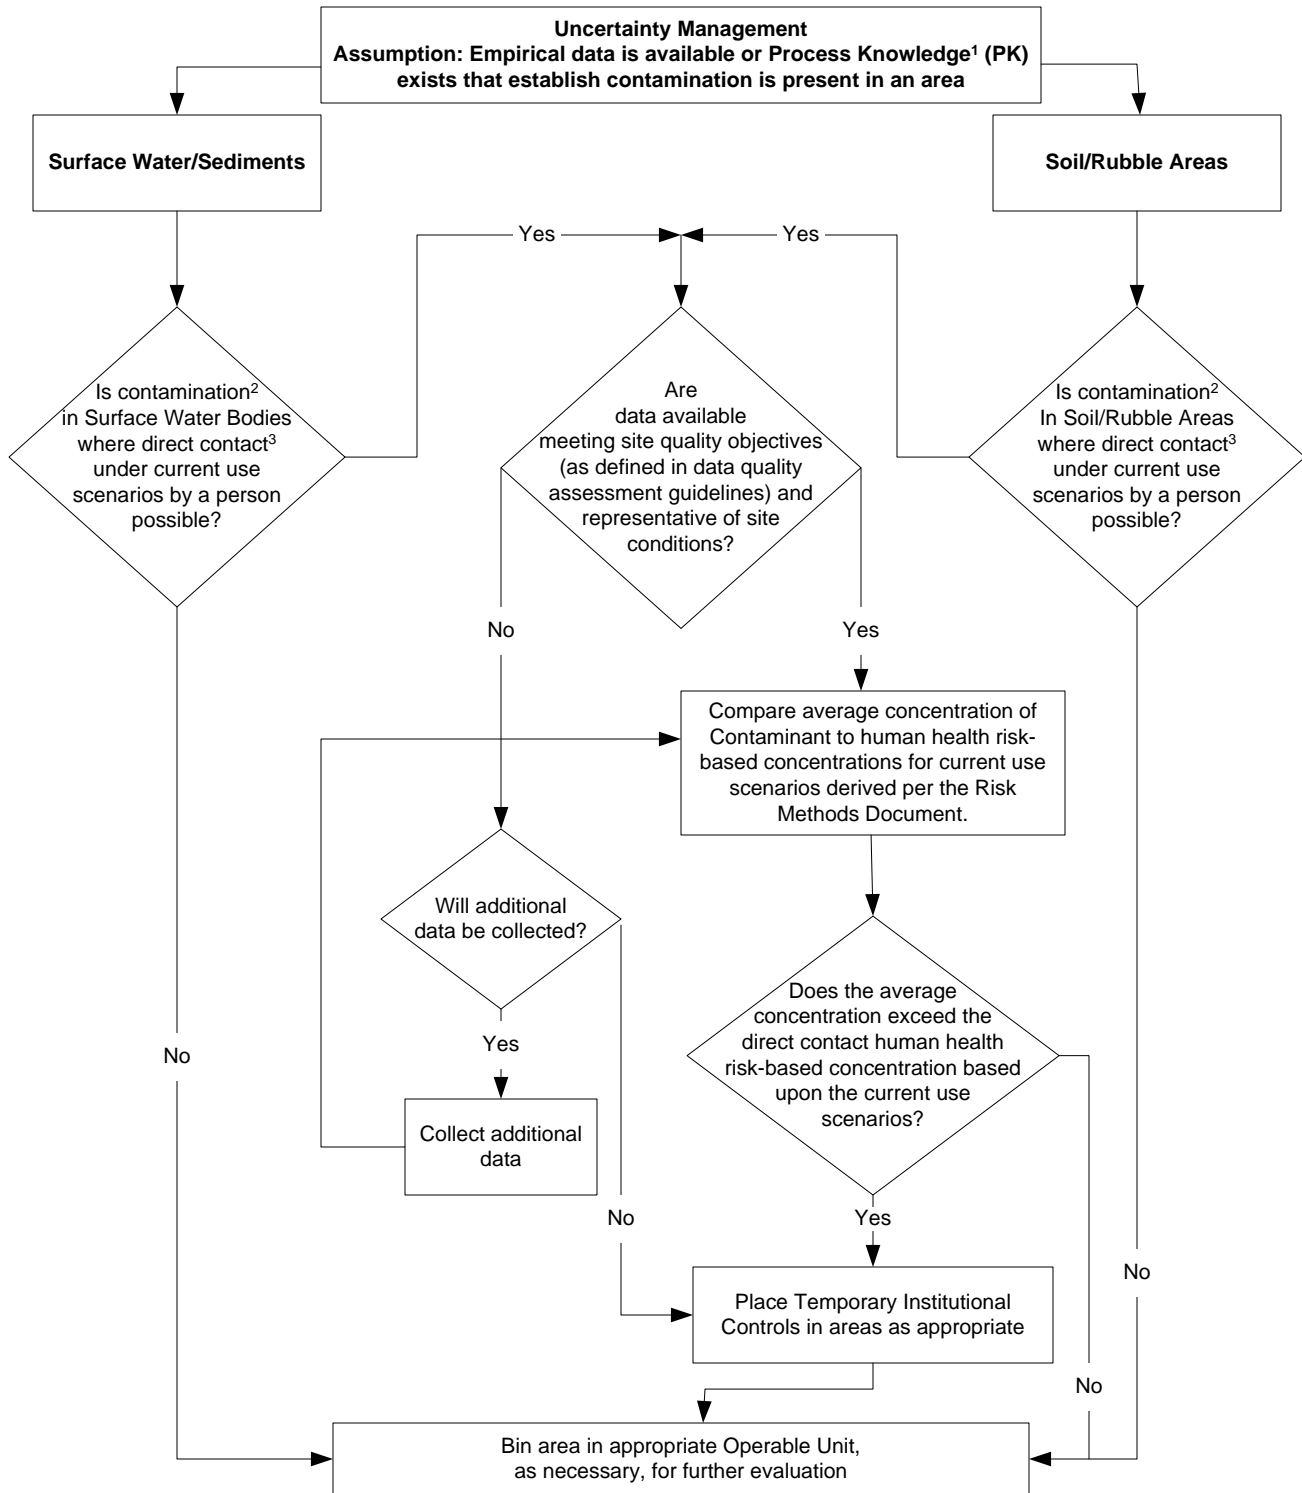 Uncertainty Management
Assumption: Empirical data is available or Process Knowledge¹ (PK)
exists that establish contamination is present in an area
Surface Water/Sediments
Soil/Rubble Areas
Yes
Yes
Is contamination²
in Surface Water Bodies
where direct contact³
under current use
scenarios by a person
possible?
Are
data available
meeting site quality objectives
(as defined in data quality
assessment guidelines) and
representative of site
conditions?
Is contamination²
In Soil/Rubble Areas
where direct contact³
under current use
scenarios by a person
possible?
No
Yes
Compare average concentration of
Contaminant to human health risk-
based concentrations for current use
scenarios derived per the Risk
Methods Document.
Will additional
data be collected?
Does the average
concentration exceed the
direct contact human health
risk-based concentration based
upon the current use
scenarios?
No
Yes
Collect additional
data
No
Yes
No
Place Temporary Institutional
Controls in areas as appropriate
No
Bin area in appropriate Operable Unit,
as necessary, for further evaluation